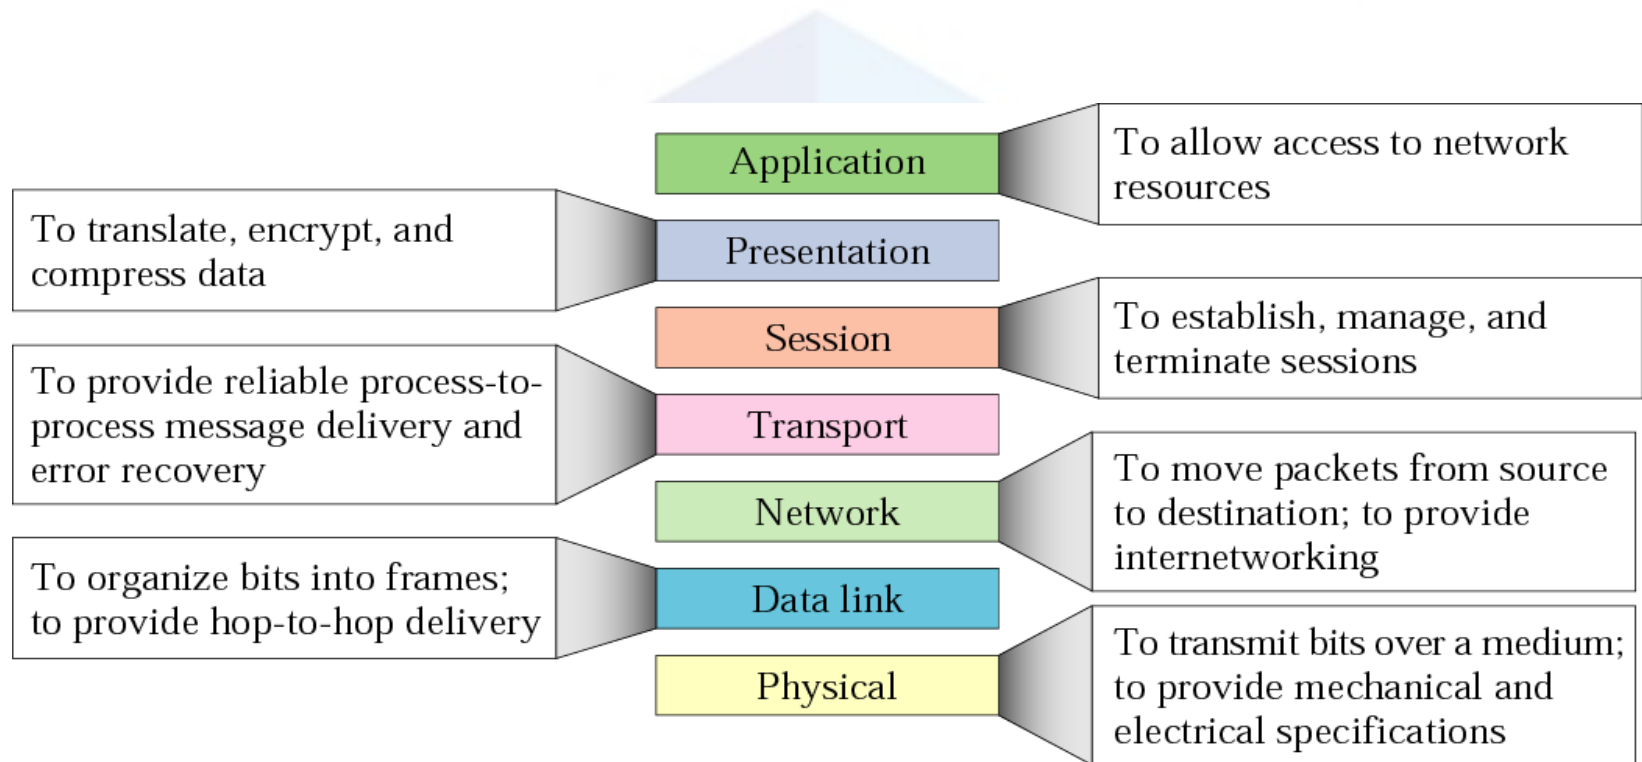 Application
To allow access to network
resources
To translate, encrypt, and
compress data
Presentation
Session
To establish, manage, and
terminate sessions
To provide reliable process-to-
process message delivery and
error recovery
Transport
Network
To move packets from source
to destination; to provide
internetworking
To organize bits into frames;
to provide hop-to-hop delivery
Data link
Physical
To transmit bits over a medium;
to provide mechanical and
electrical specifications